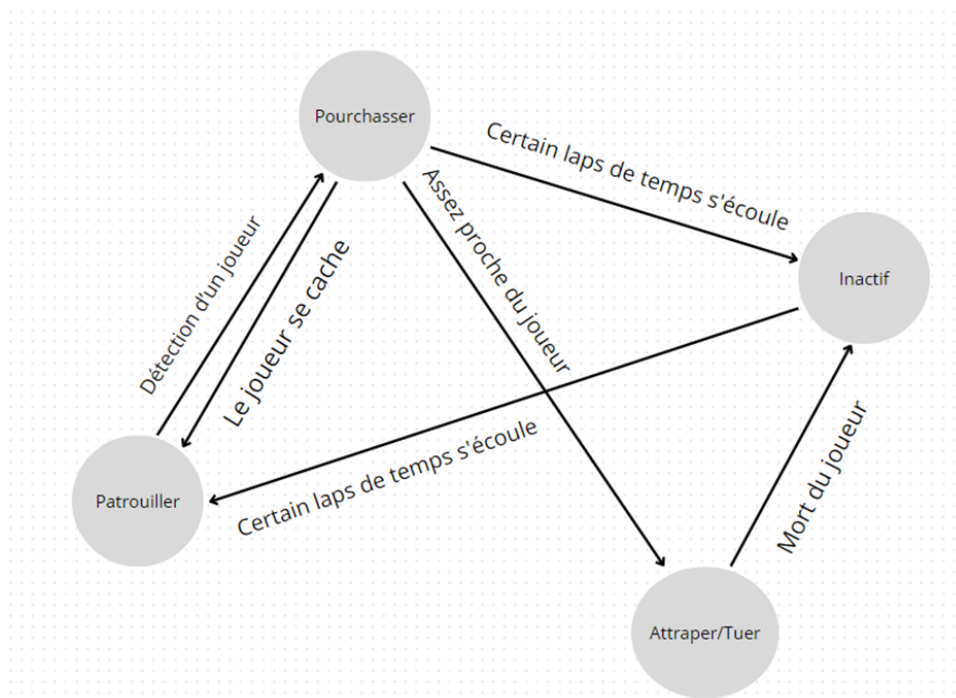 Pourchasser
Certain laps de temps s'écoule
Assez proche du joueur
Détection d'un joueur
Le joueur se cache
Inactif
Certain laps de temps s'écoule
Patrouiller
Mort du joueur
Attraper/Tuer